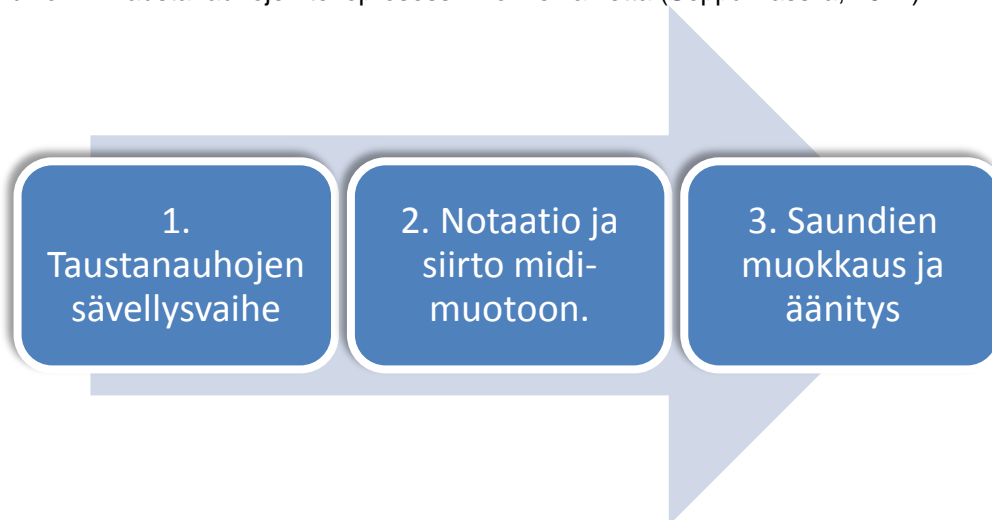 1.
Taustanauhojen
sävellysvaihe
2. Notaatio ja
siirto midi-
muotoon.
3. Saundien
muokkaus ja
äänitys